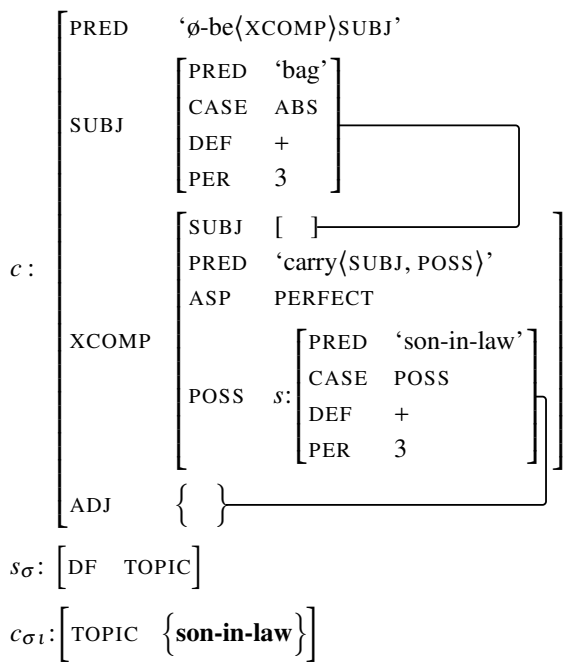 PRED ‘ø-be⟨XCOMP⟩SUBJ’
PRED ‘bag’
CASE ABS
SUBJ
DEF +
PER 3
SUBJ [ ]
PRED ‘carry⟨SUBJ, POSS⟩’
c:
ASP PERFECT
PRED ‘son-in-law’
XCOMP
CASE POSS
POSS s:
DEF +
PER 3
ADJ { }
sσ: [DF TOPIC]
cσι: [TOPIC {son-in-law}]